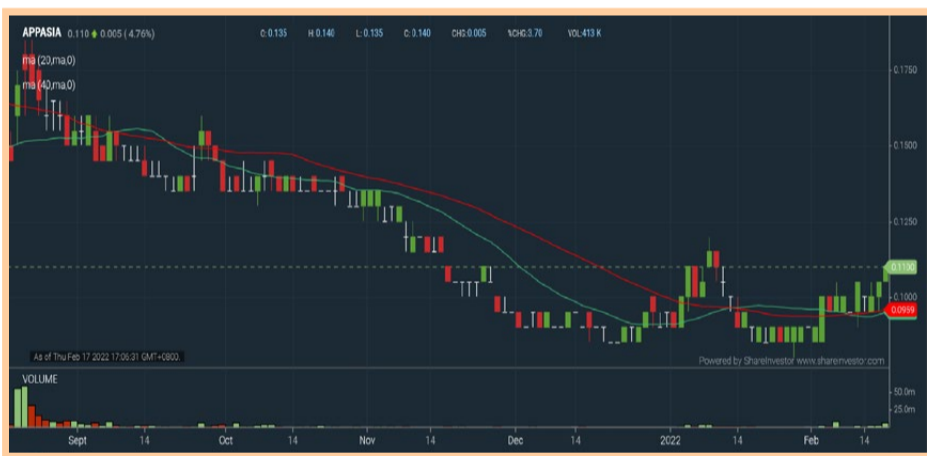 APPASIA 0.110 0.005 ( 4.76%) O: 0.135 H: 0.140 L: 0.135 C: 0.140 CHG:0.005 %CHG:3.70 VOL:413 K
ma (20,ma,0)
ma (40,ma,0)
0.1750
0.1500
0.1250
0.1100
0.1000
0.0959
As of Thu Feb 17 2022 17:06:31 GMT+0800.
Powered by ShareInvestor www.shareinvestor.com
VOLUME
50.0m
25.0m
Sept 14 Oct 14 Nov 14 Dec 14 2022 14 Feb 14